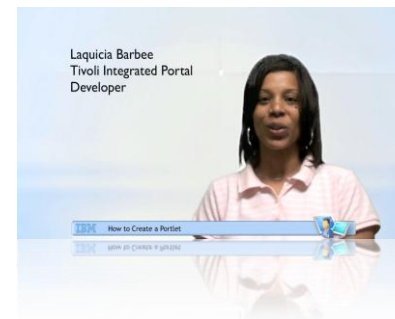 Laquicia Barbee
Tivoli Integrated Portal
Developer
IBM How to Create a Portlet